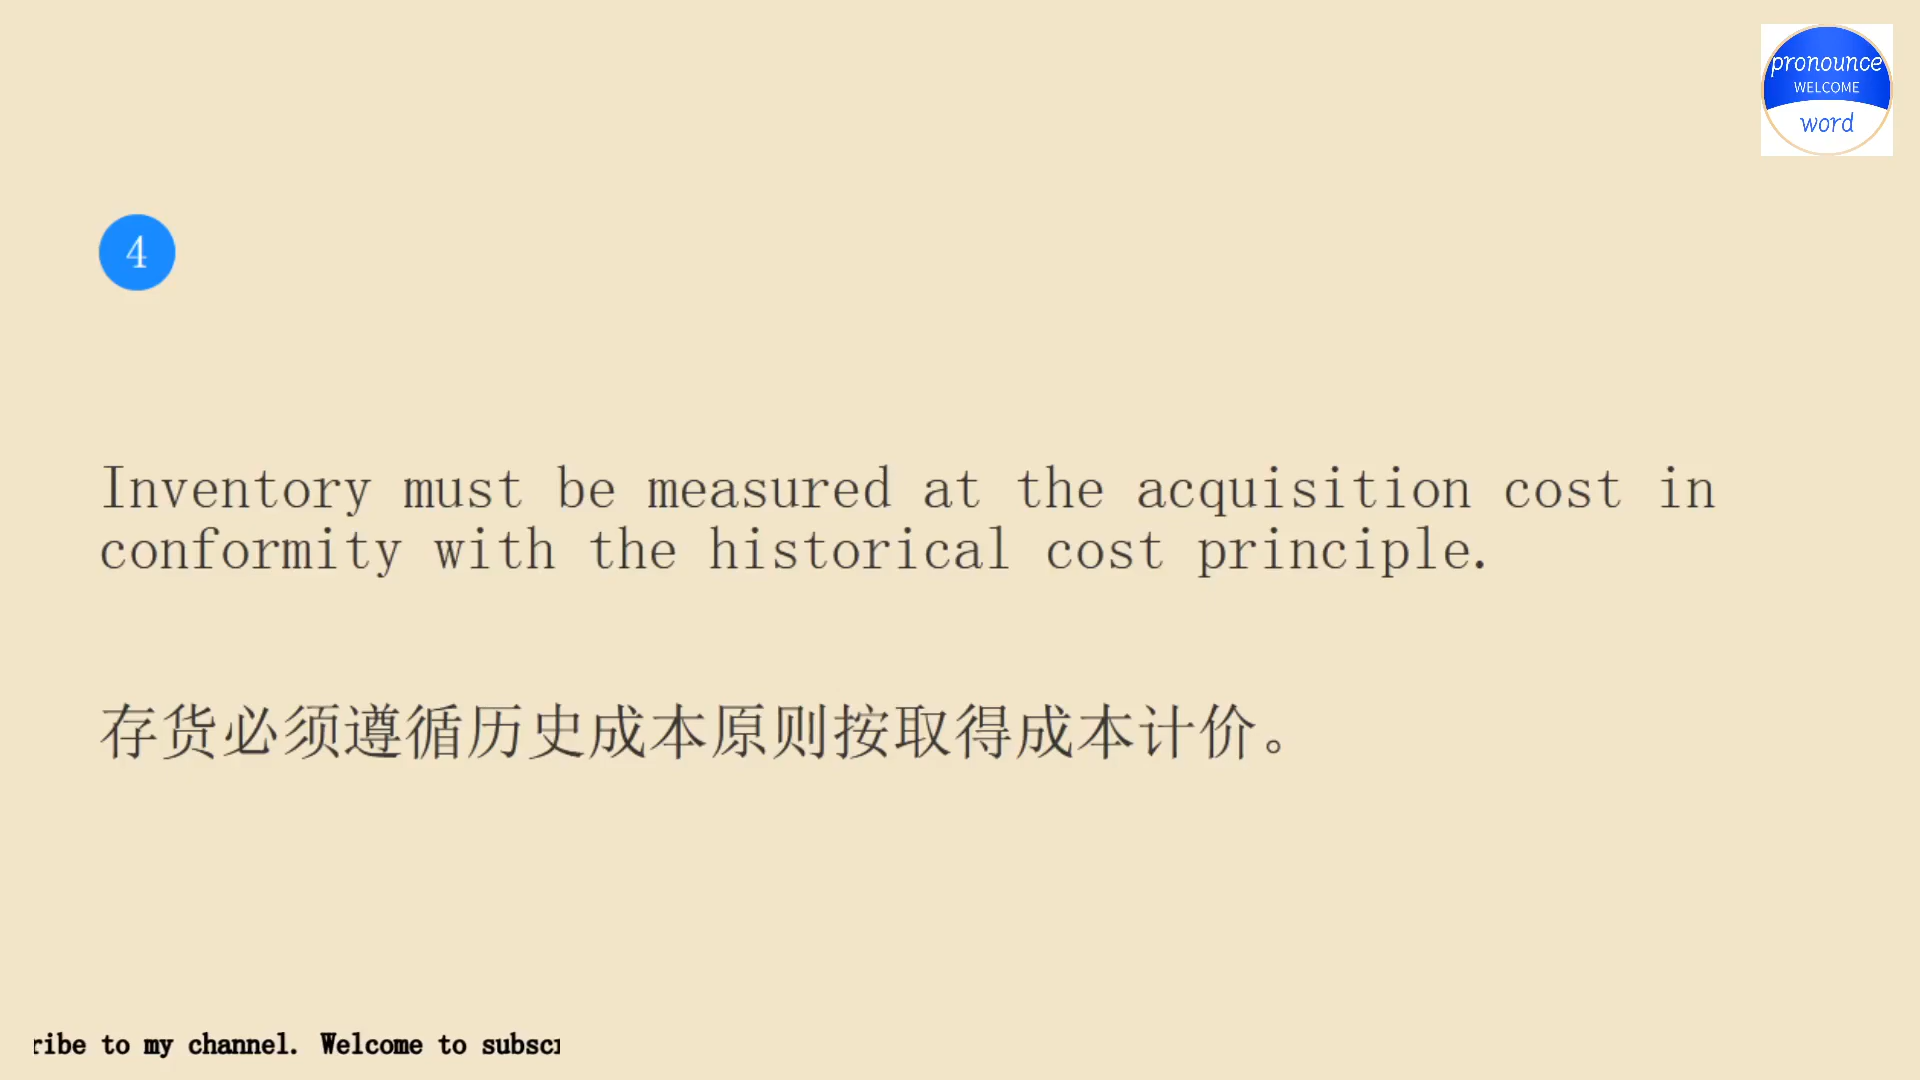 pronounce
WELCOME
word
4
Inventory must be measured at the acquisition cost in
conformity with the historical cost principle.
存货必须遵循历史成本原则按取得成本计价。
ribe to my channel. Welcome to subscr